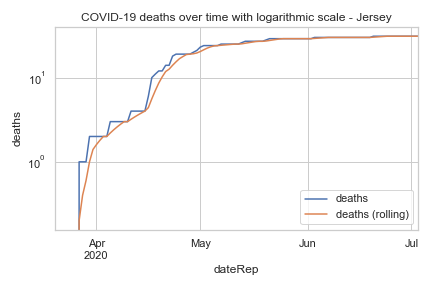 COVID-19 deaths over time with logarithmic scale - Jersey
deaths
10¹
10⁰
deaths
deaths (rolling)
Apr
2020
May
Jun
Jul
dateRep